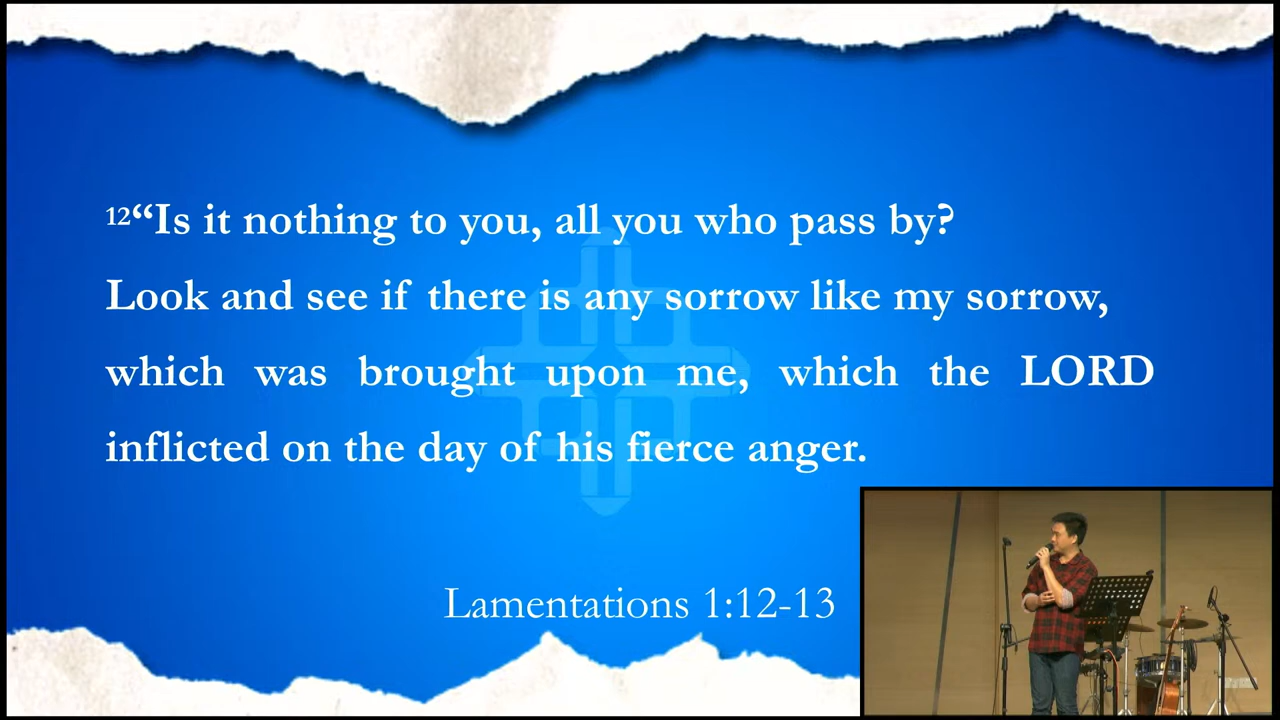 12“Is it nothing to you, all you who pass by?
Look and see if there is any sorrow like my sorrow,
which was brought upon me, which the LORD
inflicted on the day of his fierce anger.
Lamentations 1:12-13